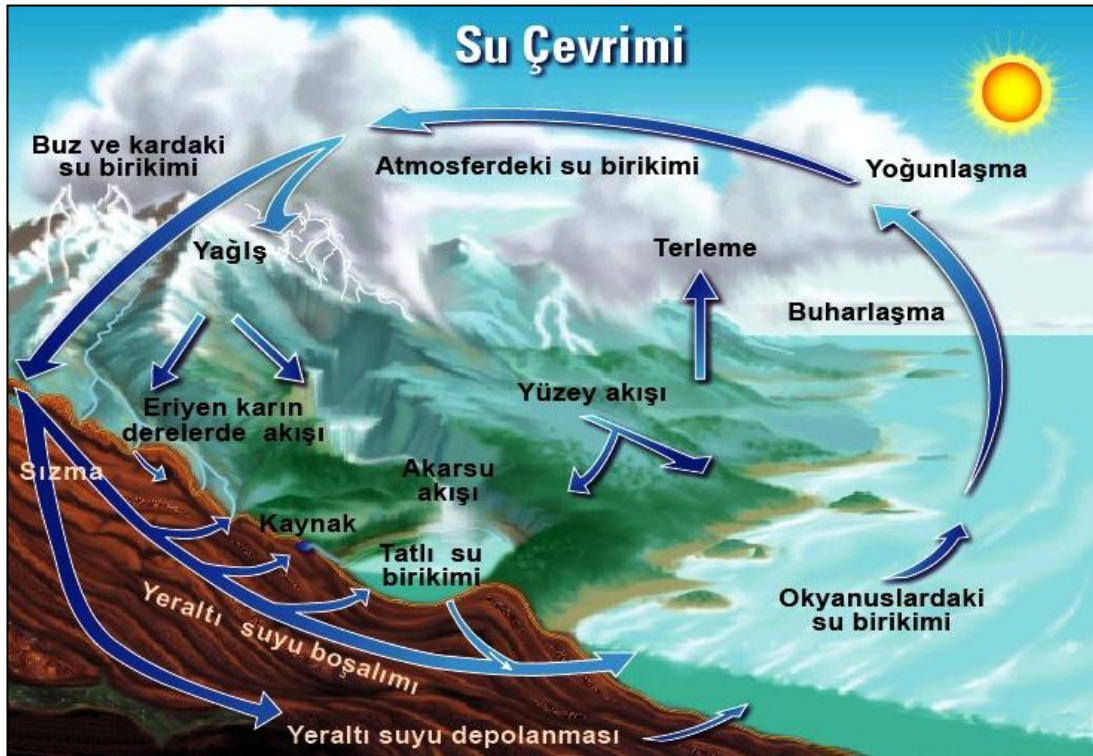 Su Çevrimi
Buz ve kardaki
su birikimi
Atmosferdeki su birikimi
Yoğunlaşma
YağIş
Terleme
Buharlaşma
Eriyen karın
derelerde akışı
Yüzey akışı
Sızma
Akarsu
akışı
Kaynak
Tatlı su
birikimi
Okyanuslardaki
su birikimi
Yeraltı suyu boşalımı
Yeraltı suyu depolanması